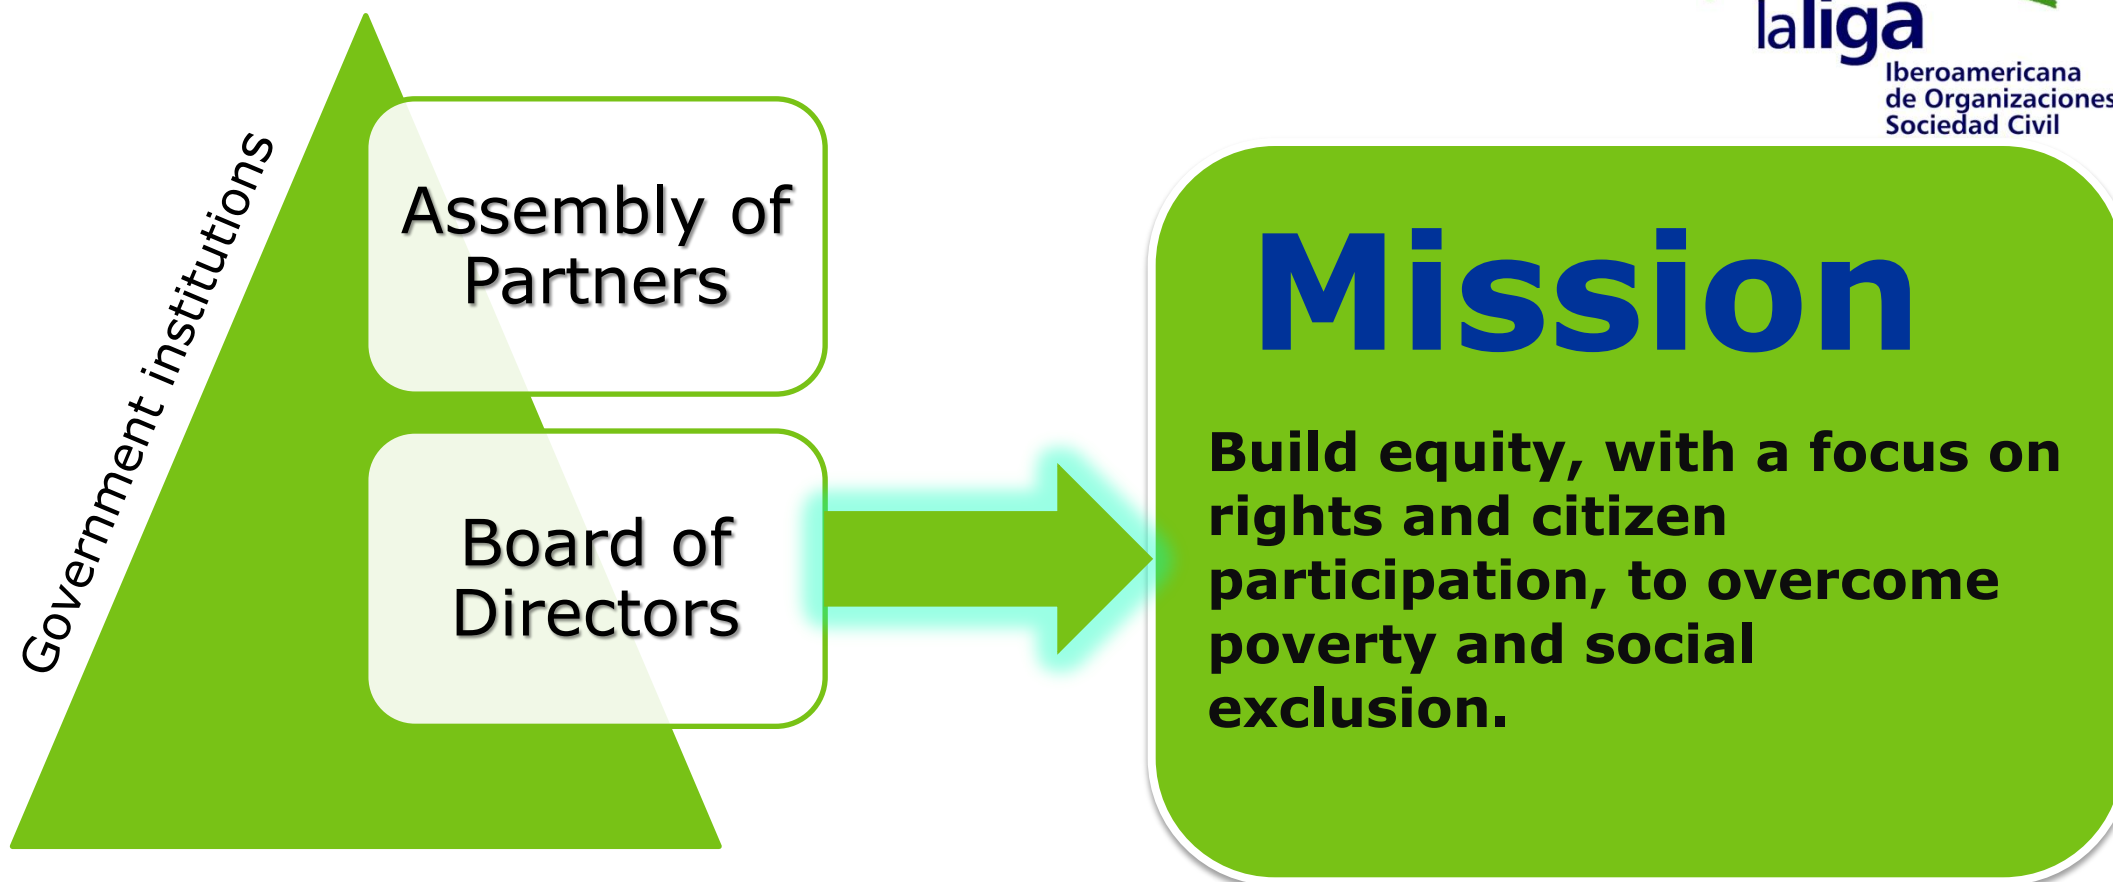 laliga
Iberoamericana
de Organizaciones
Sociedad Civil
Government institutions
Assembly of
Partners
Board of
Directors
Mission
Build equity, with a focus on
rights and citizen
participation, to overcome
poverty and social
exclusion.